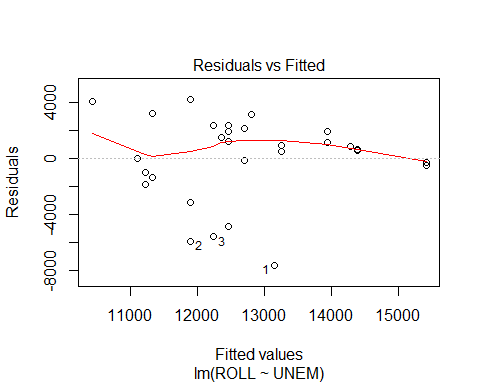 Residuals vs Fitted
Residuals
4000
0
-4000
-8000
2
3
1
11000 12000 13000 14000 15000
Fitted values
lm(ROLL ~ UNEM)